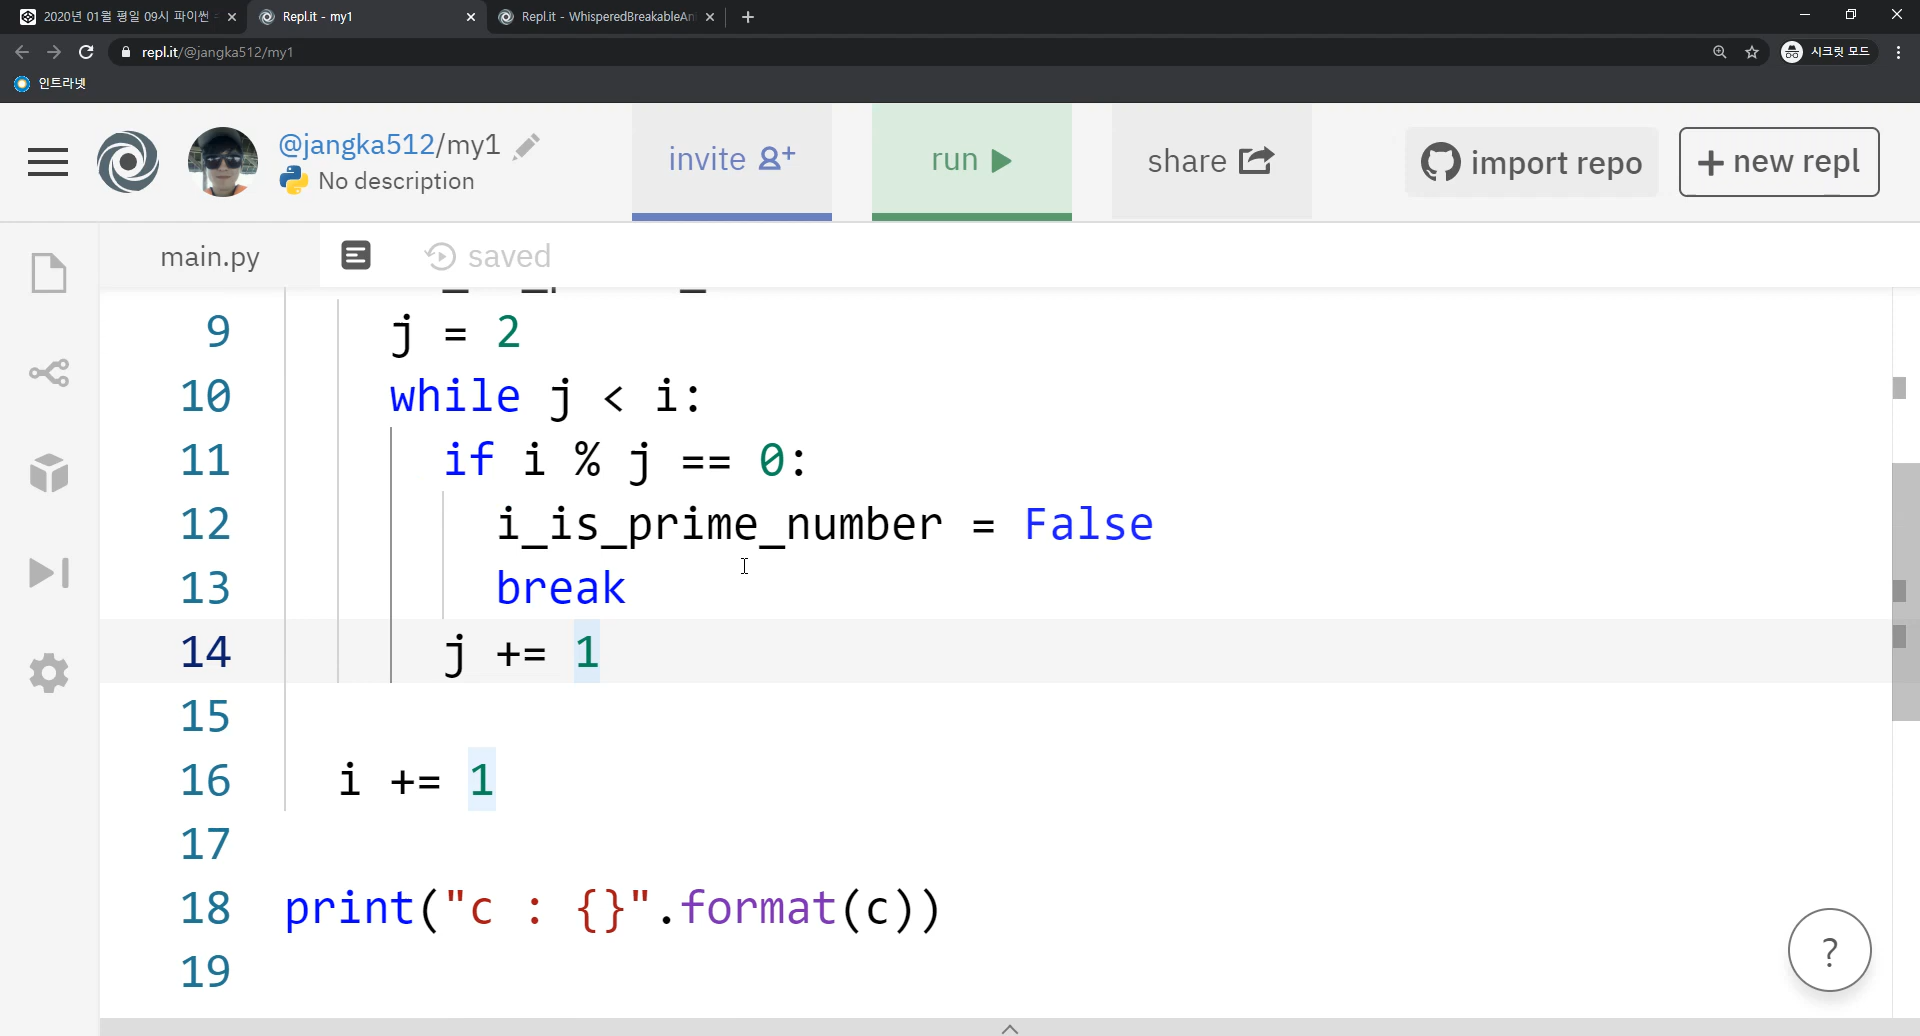 2020년 01월 평일 09시 파이썬
Repl.it - my1
Repl.it - WhisperedBreakableAni
repl.it/@jangka512/my1
시크릿 모드
인트라넷
@jangka512/my1
No description
invite
run
share
import repo
+ new repl
main.py
saved
9 j = 2
10 while j < i:
11 if i % j == 0:
12 i_is_prime_number = False
13 break
14 j += 1
15
16 i += 1
17
18 print("c : {}".format(c))
19
?